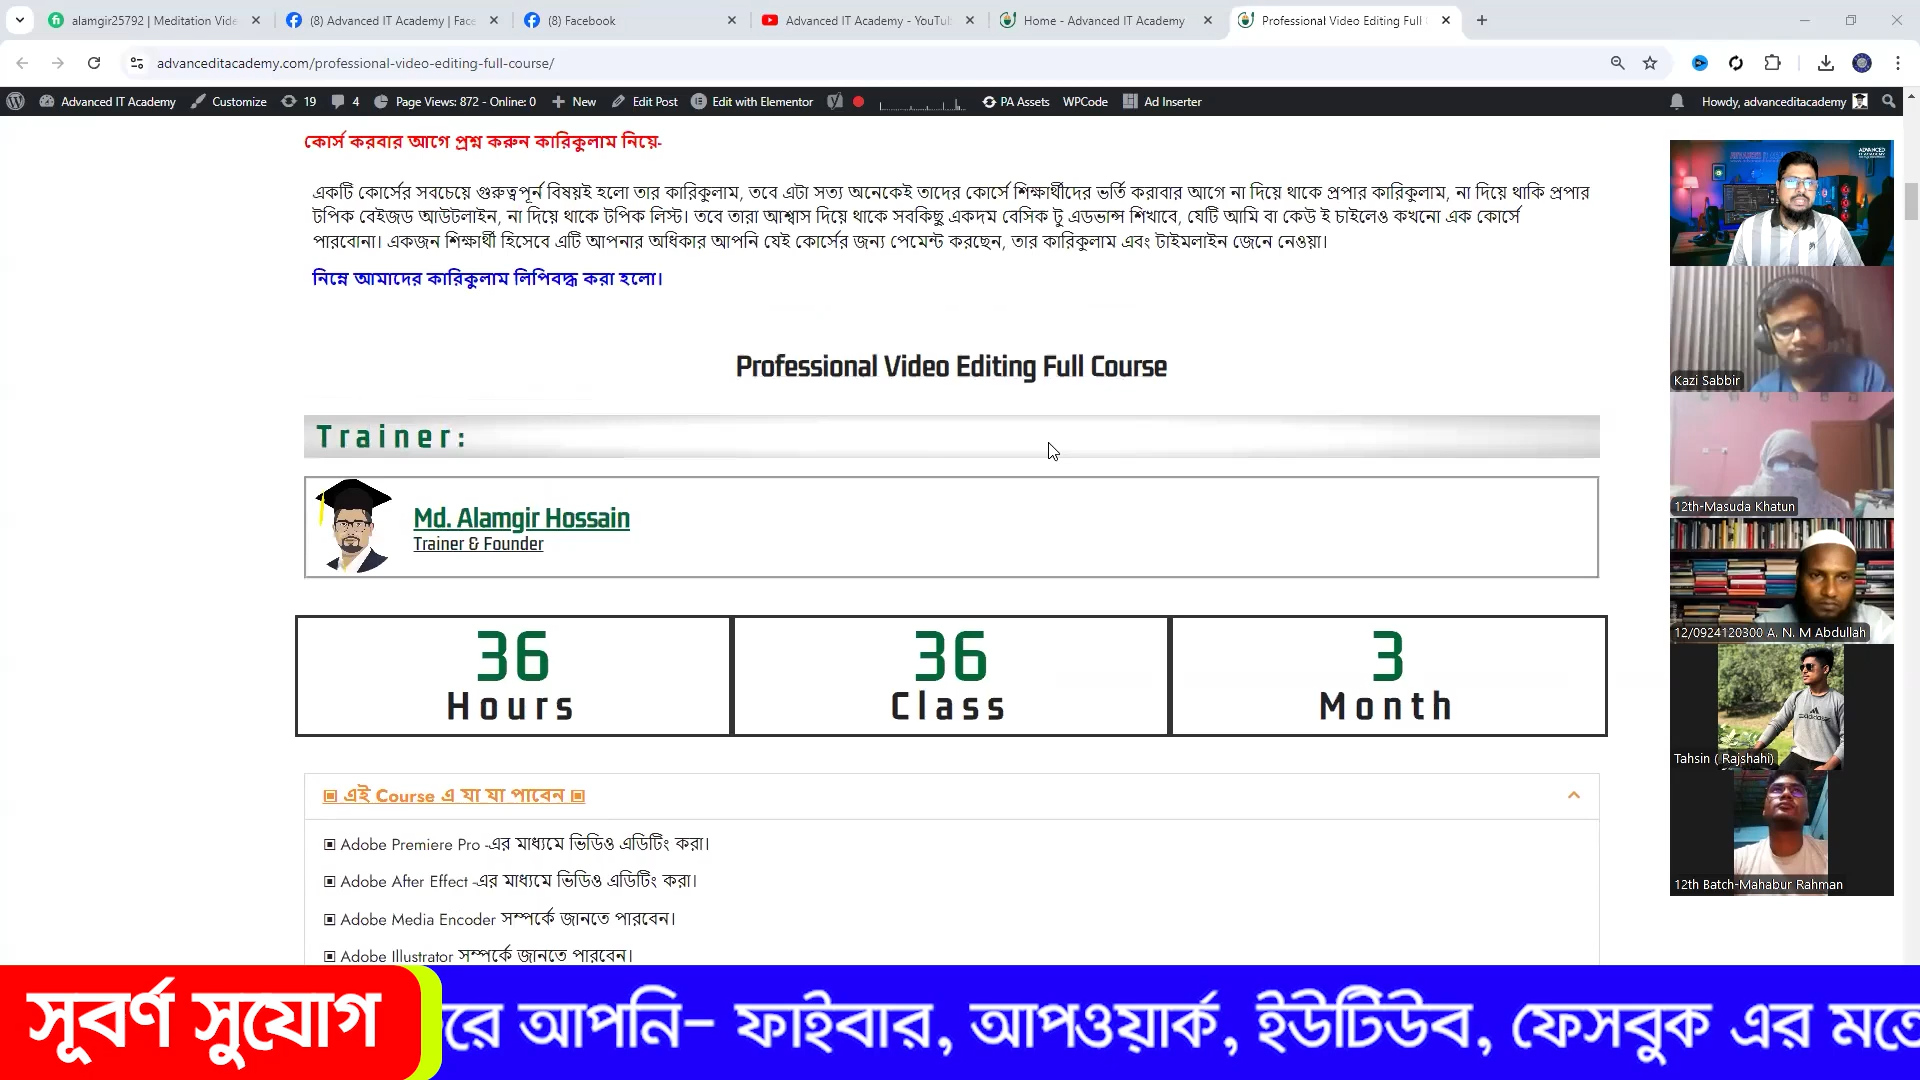 alamgir25792 | Meditation Vide
(8) Advanced IT Academy | Face
(8) Facebook
Advanced IT Academy - YouTub
Home - Advanced IT Academy
Professional Video Editing Full
advanceditacademy.com/professional-video-editing-full-course/
Advanced IT Academy
Customize
19
4
Page Views: 872 - Online: 0
New
Edit Post
Edit with Elementor
PA Assets
WPCode
Ad Inserter
Howdy, advanceditacademy
কোর্স করবার আগে প্রশ্ন করুন কারিকুলাম নিয়ে-
একটি কোর্সের সবচেয়ে গুরুত্বপূর্ন বিষয়ই হলো তার কারিকুলাম, তবে এটা সত্য অনেকেই তাদের কোর্সে শিক্ষার্থীদের ভর্তি করাবার আগে না দিয়ে থাকে প্রপার কারিকুলাম, না দিয়ে থাকি প্রপার
টপিক বেইজড আউটলাইন, না দিয়ে থাকে টপিক লিস্ট। তবে তারা আশ্বাস দিয়ে থাকে সবকিছু একদম বেসিক টু এডভান্স শিখাবে, যেটি আমি বা কেউ ই চাইলেও কখনো এক কোর্সে
পারবোনা। একজন শিক্ষার্থী হিসেবে এটি আপনার অধিকার আপনি যেই কোর্সের জন্য পেমেন্ট করছেন, তার কারিকুলাম এবং টাইমলাইন জেনে নেওয়া।
নিম্নে আমাদের কারিকুলাম লিপিবদ্ধ করা হলো।
Professional Video Editing Full Course
Trainer:
Md. Alamgir Hossain
Trainer & Founder
36
Hours
36
Class
3
Month
▣ এই Course এ যা যা পাবেন ▣
▣ Adobe Premiere Pro -এর মাধ্যমে ভিডিও এডিটিং করা।
▣ Adobe After Effect -এর মাধ্যমে ভিডিও এডিটিং করা।
▣ Adobe Media Encoder সম্পর্কে জানতে পারবেন।
▣ Adobe Illustrator সম্পর্কে জানতে পারবেন।
ADVANCED
IT ACADEMY
Kazi Sabbir
12th-Masuda Khatun
12/0924120300 A. N. M Abdullah
Tahsin ( Rajshahi)
12th Batch-Mahabur Rahman
সূবর্ণ সুযোগ
রে আপনি- ফাইবার, আপওয়ার্ক, ইউটিউব, ফেসবুক এর মতে